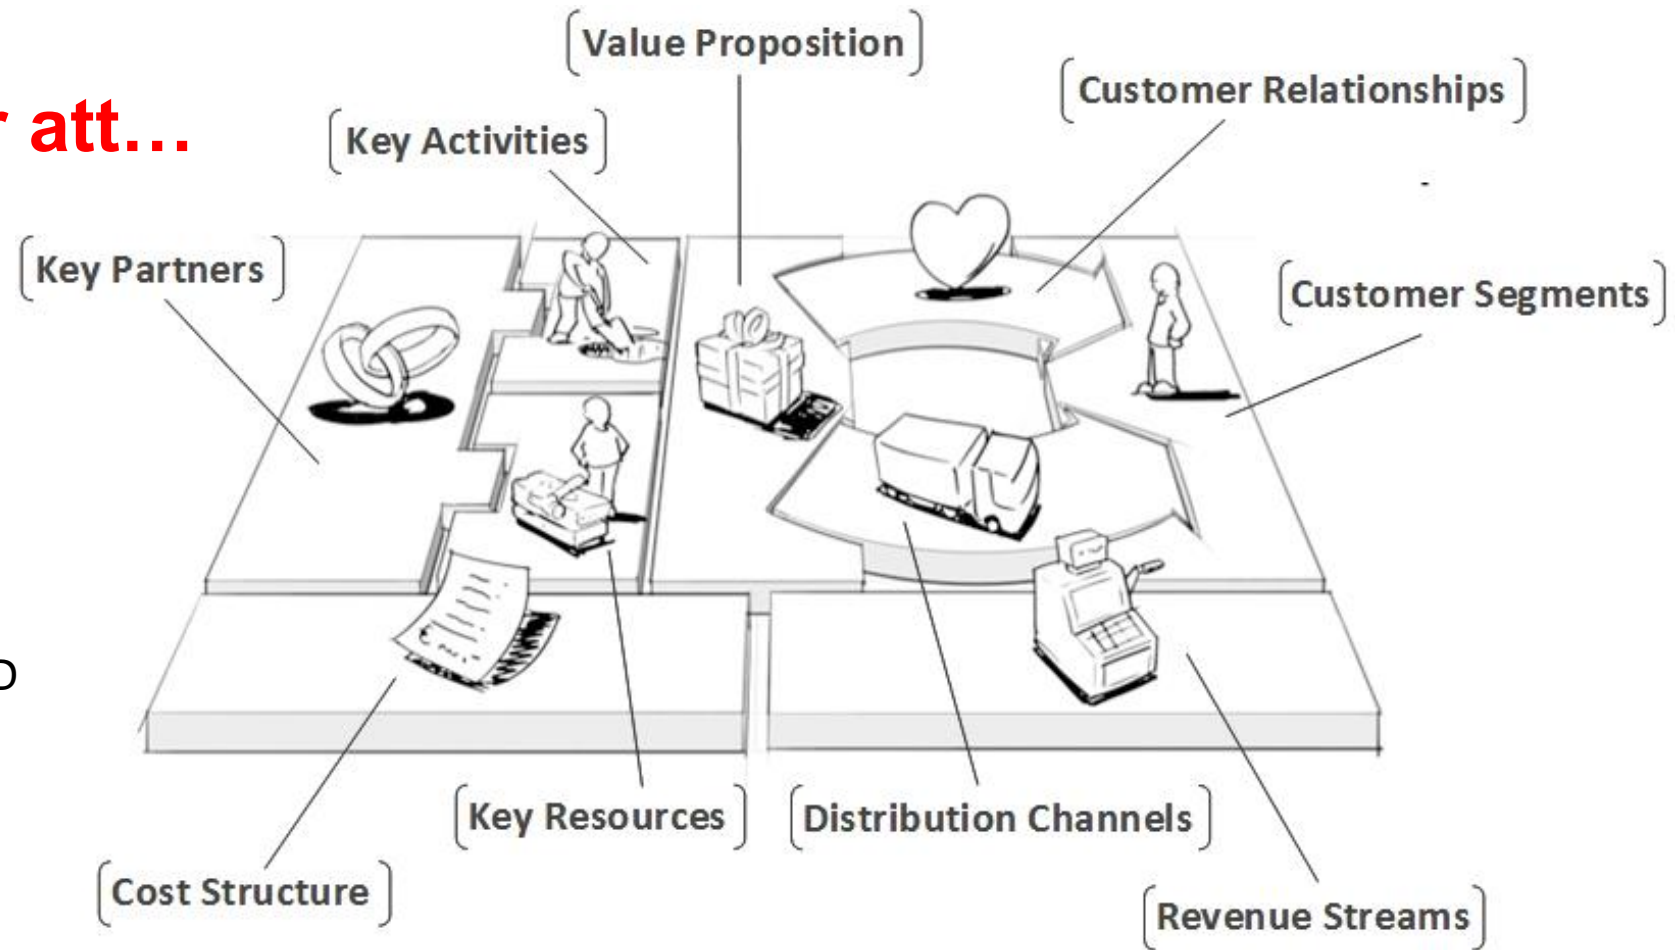 Value Proposition
Customer Relationships
r att...
Key Activities
-
Key Partners
Customer Segments
D
Key Resources
Distribution Channels
Cost Structure
Revenue Streams